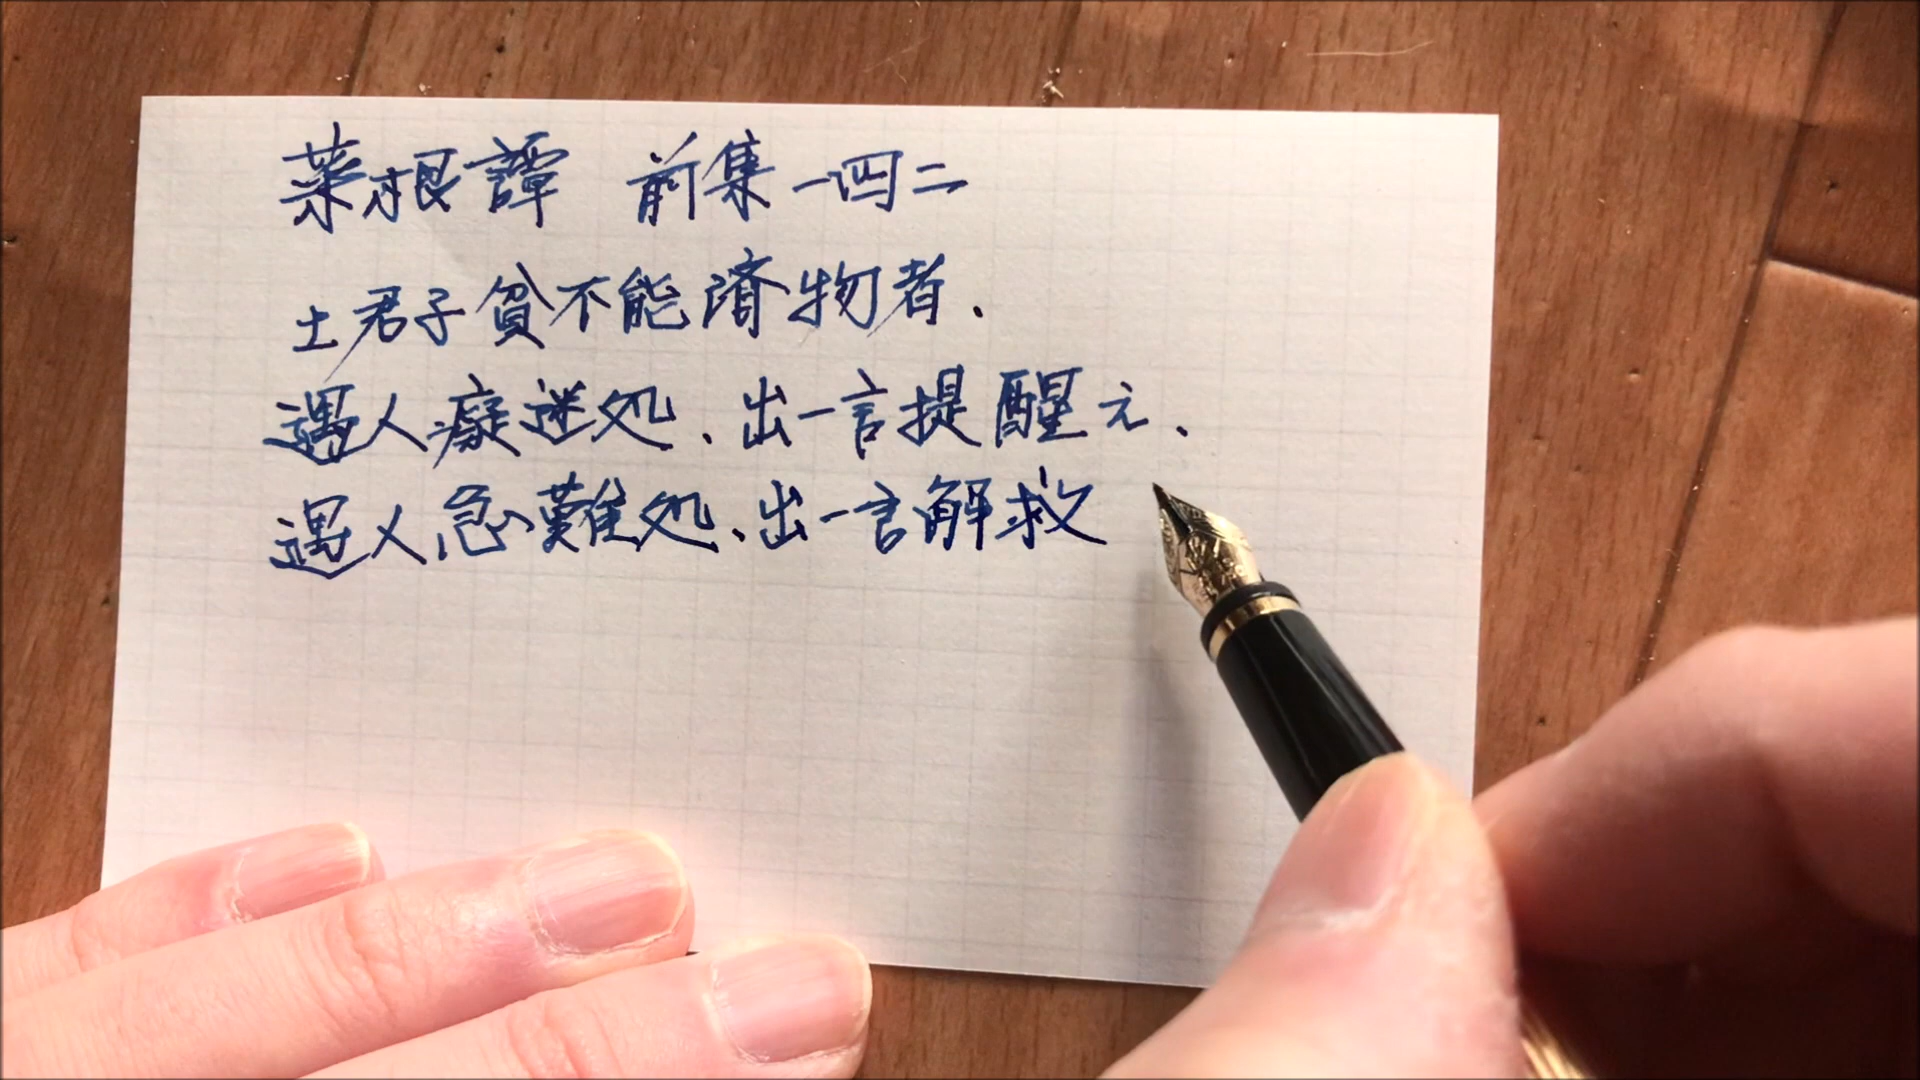 菜根譚 前集一四二
士君子貧不能済物者.
遇人癡迷処、出一言提醒之、
遇人急難処、出一言解救